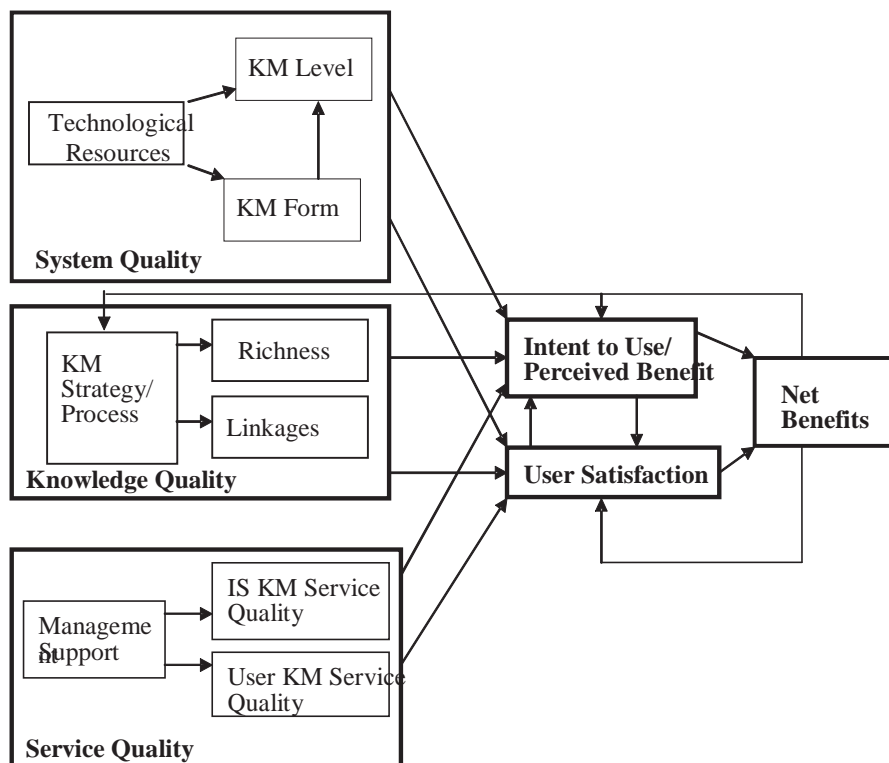 KM Level
Technological
Resources
KM Form
System Quality
KM
Strategy/
Process
Richness
Linkages
Knowledge Quality
Intent to Use/
Perceived Benefit
User Satisfaction
Net
Benefits
IS KM Service
Quality
Manageme
nt
Support
User KM Service
Quality
Service Quality